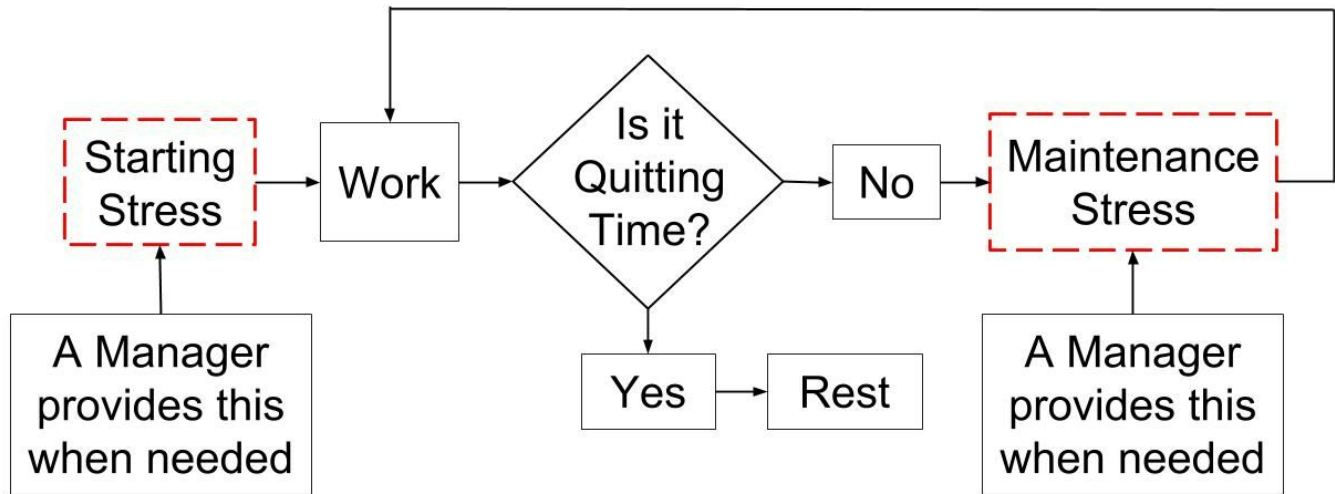 Starting
Stress
Work
Is it
Quitting
Time?
No
Maintenance
Stress
A Manager
provides this
when needed
Yes
Rest
A Manager
provides this
when needed